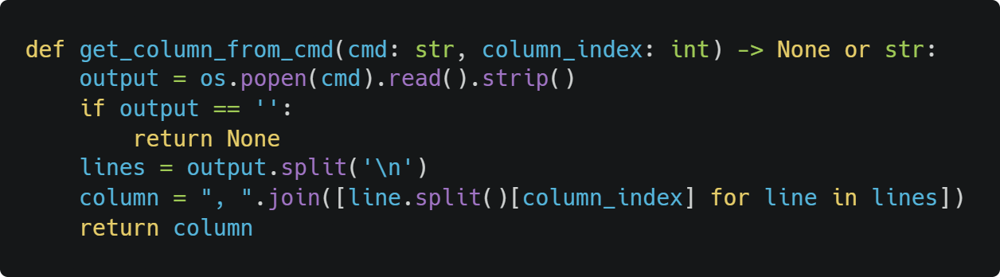 def get_column_from_cmd(cmd: str, column_index: int) -> None or str:
    output = os.popen(cmd).read().strip()
    if output == '':
        return None
    lines = output.split('\n')
    column = ", ".join([line.split()[column_index] for line in lines])
    return column